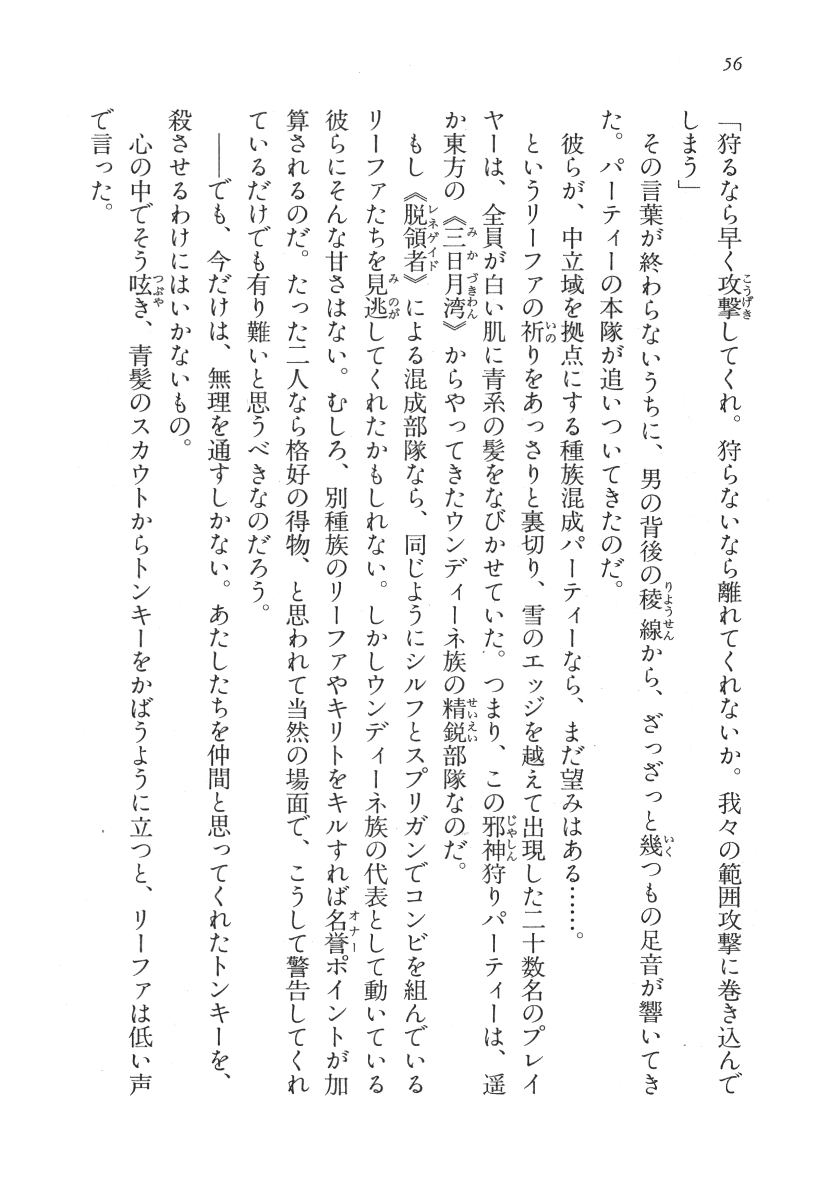 56
「狩るなら早く攻撃してくれ。狩らないなら離れてくれないか。我々の範囲攻撃に巻き込んで
しまう」
その言葉が終わらないうちに、男の背後の稜線から、ざっざっと幾つもの足音が響いてき
た。パーティーの本隊が追いついてきたのだ。
彼らが、中立域を拠点にする種族混成パーティーなら、まだ望みはある……。
というリーファの祈りをあっさりと裏切り、雪のエッジを越えて出現した二十数名のプレイ
ヤーは、全員が白い肌に青系の髪をなびかせていた。つまり、この邪神狩りパーティーは、遥
か東方の《三日月湾》からやってきたウンディーネ族の精鋭部隊なのだ。
もし《脱領者》による混成部隊なら、同じようにシルフとスプリガンでコンビを組んでいる
リーファたちを見逃してくれたかもしれない。しかしウンディーネ族の代表として動いている
彼らにそんな甘さはない。むしろ、別種族のリーファやキリトをキルすれば名誉ポイントが加
算されるのだ。たった二人なら格好の得物、と思われて当然の場面で、こうして警告してくれ
ているだけでも有り難いと思うべきなのだろう。
――でも、今だけは、無理を通すしかない。あたしたちを仲間と思ってくれたトンキーを、
殺させるわけにはいかないもの。
心の中でそう呟き、青髪のスカウトからトンキーをかばうように立つと、リーファは低い声
で言った。